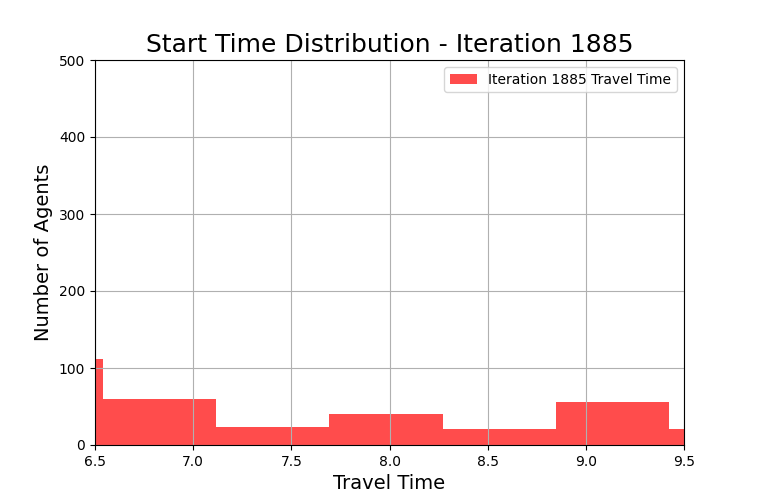 Start Time Distribution - Iteration 1885
500
400
300
200
100
0
Number of Agents
Iteration 1885 Travel Time
6.5 7.0 7.5 8.0 8.5 9.0 9.5
Travel Time